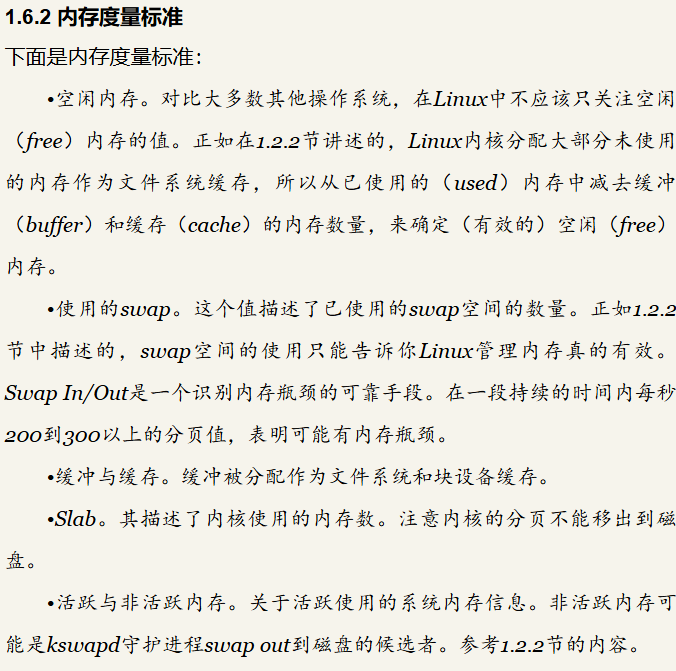 1.6.2 内存度量标准
下面是内存度量标准：
•空闲内存。对比大多数其他操作系统，在Linux中不应该只关注空闲
（free）内存的值。正如在1.2.2节讲述的，Linux内核分配大部分未使用
的内存作为文件系统缓存，所以从已使用的（used）内存中减去缓冲
（buffer）和缓存（cache）的内存数量，来确定（有效的）空闲（free）
内存。
•使用的swap。这个值描述了已使用的swap空间的数量。正如1.2.2
节中描述的，swap空间的使用只能告诉你Linux管理内存真的有效。
Swap In/Out是一个识别内存瓶颈的可靠手段。在一段持续的时间内每秒
200到300以上的分页值，表明可能有内存瓶颈。
•缓冲与缓存。缓冲被分配作为文件系统和块设备缓存。
•Slab。其描述了内核使用的内存数。注意内核的分页不能移出到磁
盘。
•活跃与非活跃内存。关于活跃使用的系统内存信息。非活跃内存可
能是kswapd守护进程swap out到磁盘的候选者。参考1.2.2节的内容。